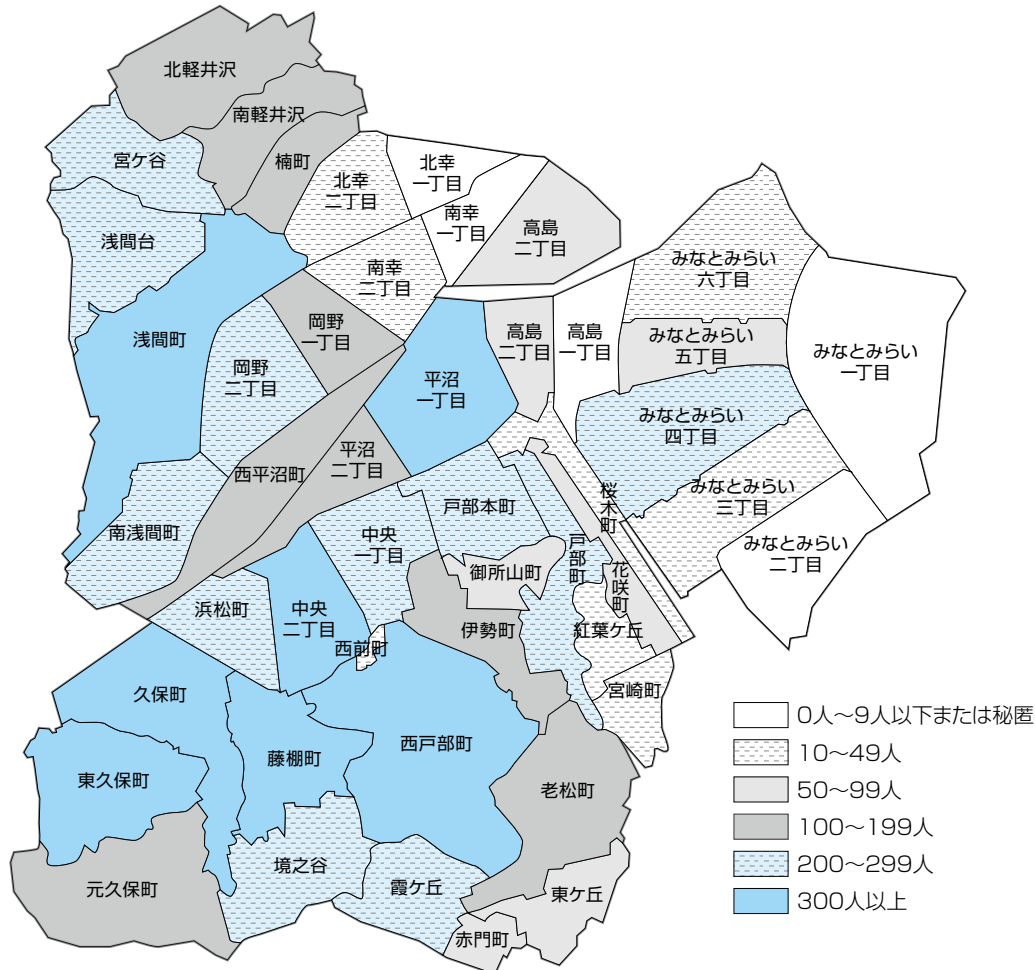 北軽井沢
南軽井沢
楠町
宮ケ谷
北幸
二丁目
北幸
一丁目
南幸
一丁目
高島
二丁目
浅間台
南幸
二丁目
みなとみらい
六丁目
浅間町
岡野
一丁目
岡野
二丁目
平沼
一丁目
高島
二丁目
高島
一丁目
みなとみらい
五丁目
みなとみらい
一丁目
みなとみらい
四丁目
西平沼町
平沼
二丁目
南浅間町
中央
一丁目
戸部本町
桜木町
みなとみらい
三丁目
みなとみらい
二丁目
戸部町
御所山町
花咲町
浜松町
中央
二丁目
西前町
伊勢町
紅葉ケ丘
宮崎町
久保町
東久保町
藤棚町
西戸部町
老松町
元久保町
境之谷
霞ケ丘
東ケ丘
赤門町
0人〜9人以下または秘匿
10〜49人
50〜99人
100〜199人
200〜299人
300人以上